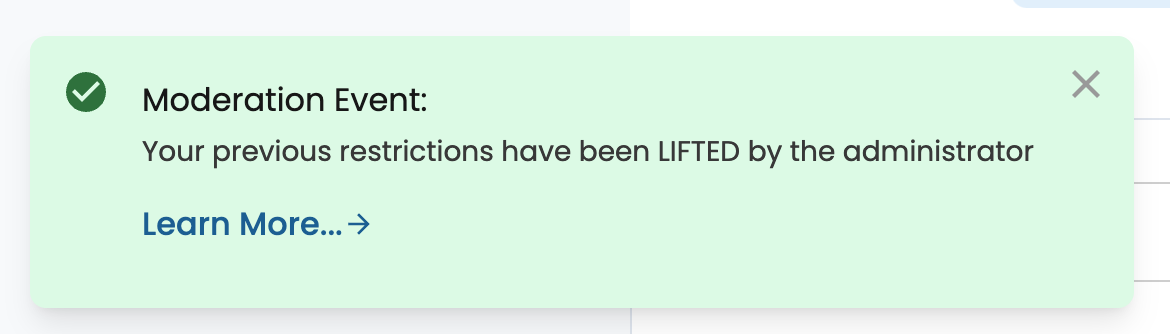 Moderation Event:
Your previous restrictions have been LIFTED by the administrator
Learn More...→